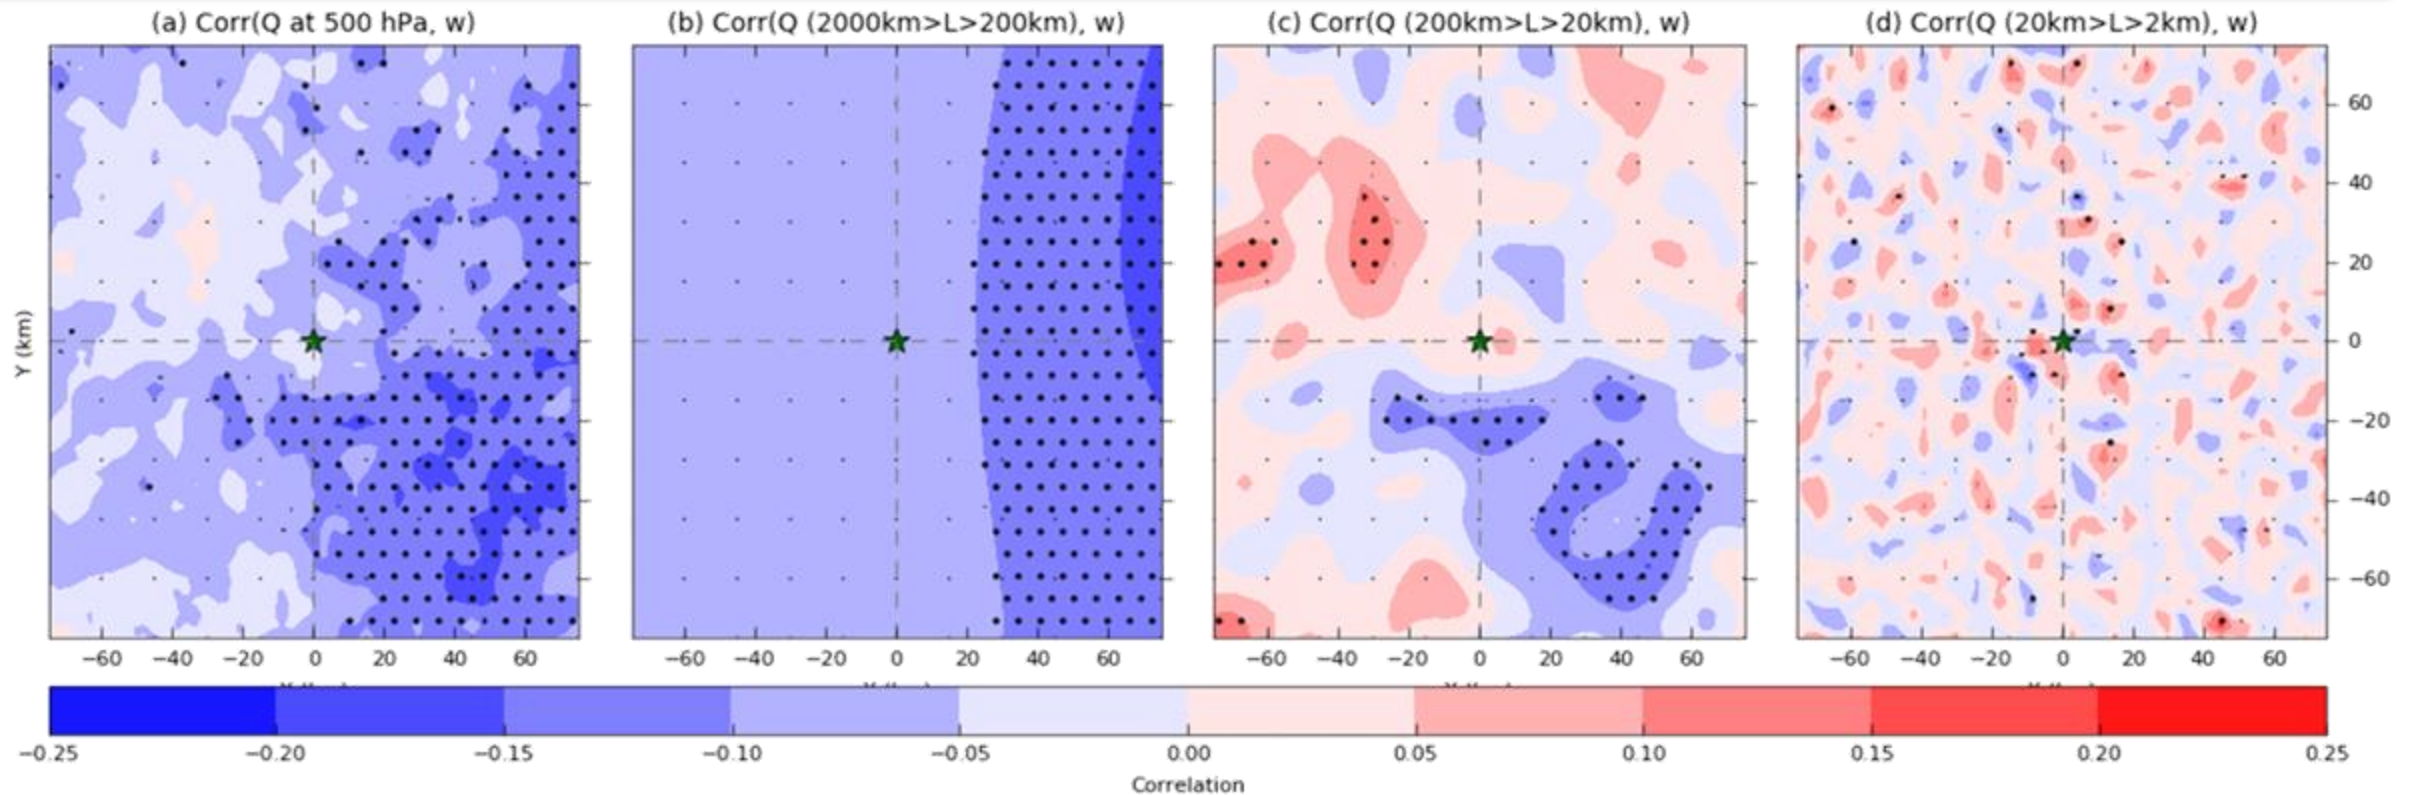 (a) Corr(Q at 500 hPa, w)
(b) Corr(Q (2000km>L>200km), w)
(c) Corr(Q (200km>L>20km), w)
(d) Corr(Q (20km>L>2km), w)
Y (km)
60
40
20
0
−20
−40
−60
−60 −40 −20 0 20 40 60
−60 −40 −20 0 20 40 60
−60 −40 −20 0 20 40 60
−60 −40 −20 0 20 40 60
−0.25 −0.20 −0.15 −0.10 −0.05 0.00 0.05 0.10 0.15 0.20 0.25
Correlation